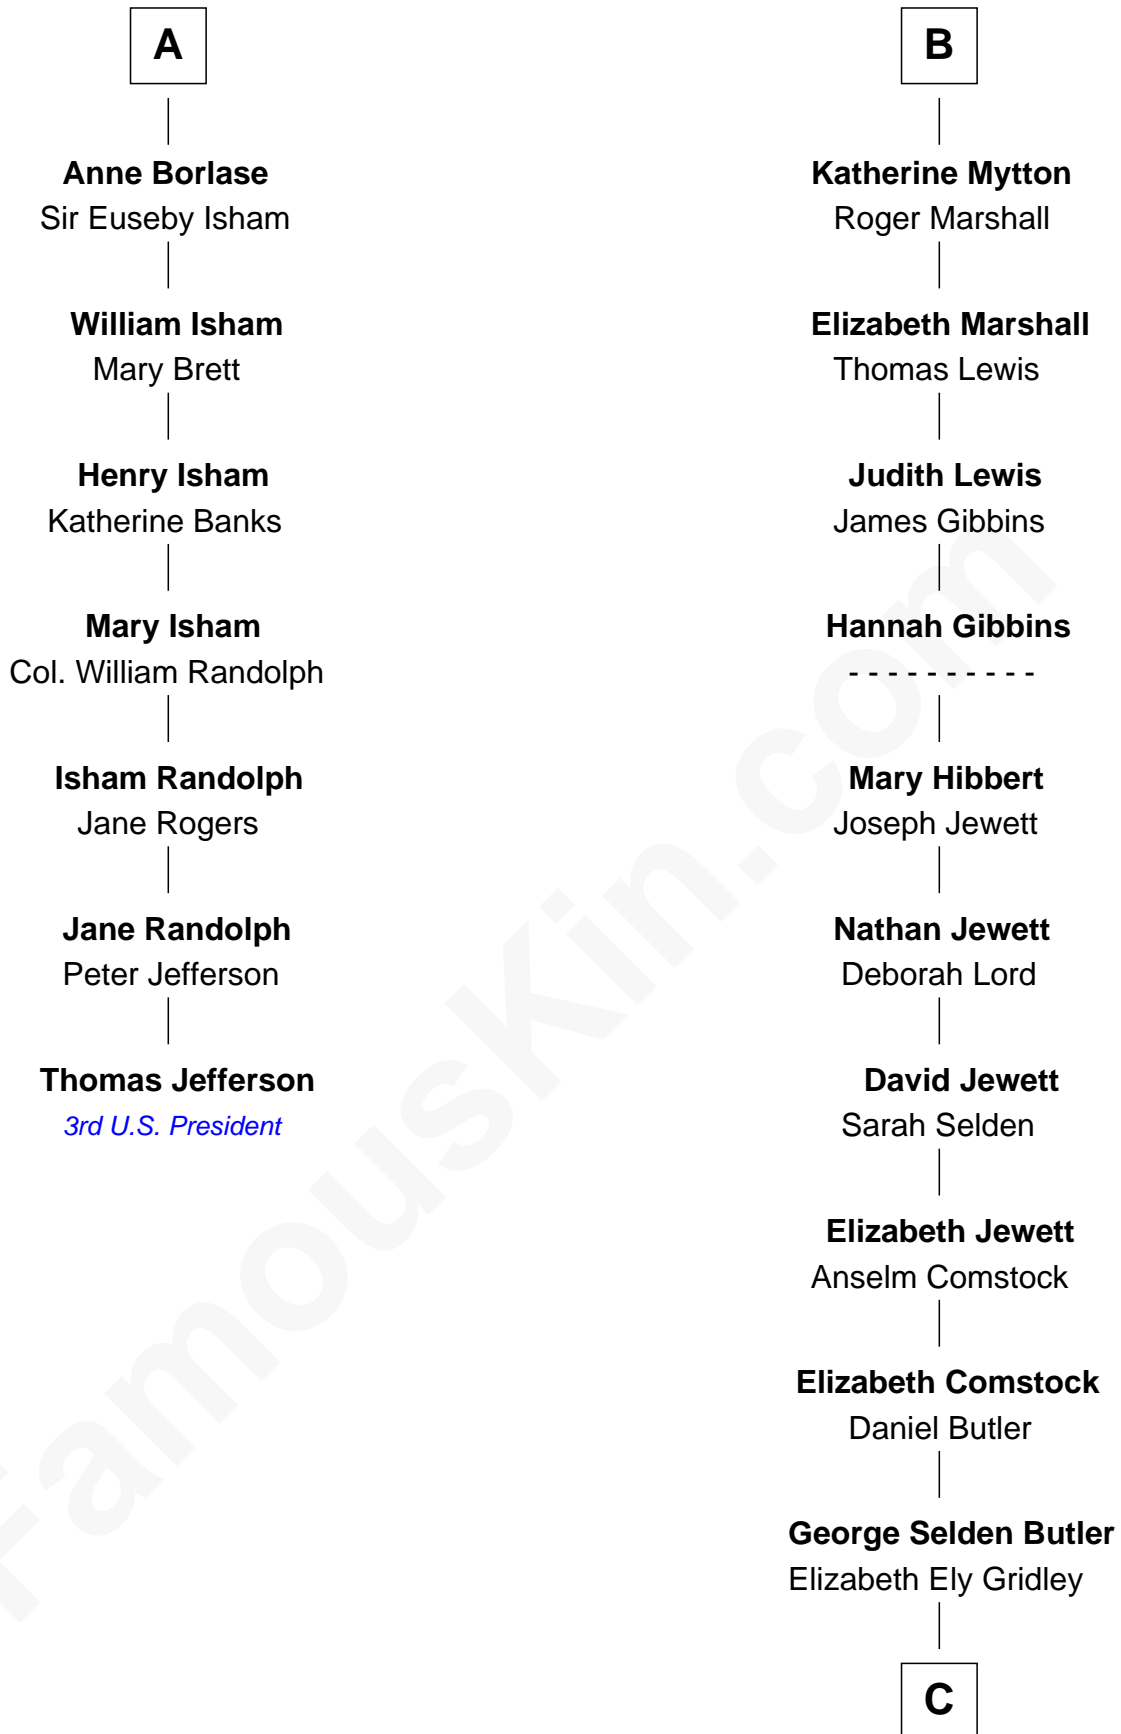 A
Anne Borlase
Sir Euseby Isham
William Isham
Mary Brett
Henry Isham
Katherine Banks
Mary Isham
Col. William Randolph
Isham Randolph
Jane Rogers
Jane Randolph
Peter Jefferson
Thomas Jefferson
3rd U.S. President
B
Katherine Mytton
Roger Marshall
Elizabeth Marshall
Thomas Lewis
Judith Lewis
James Gibbins
Hannah Gibbins
- - - - - - - - - -
Mary Hibbert
Joseph Jewett
Nathan Jewett
Deborah Lord
David Jewett
Sarah Selden
Elizabeth Jewett
Anselm Comstock
Elizabeth Comstock
Daniel Butler
George Selden Butler
Elizabeth Ely Gridley
C
FamousKin.com